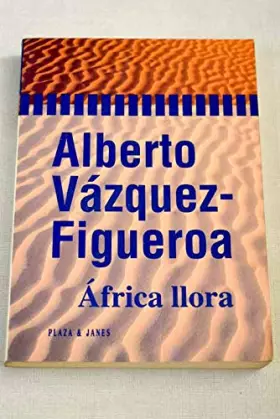 Alberto
Vázquez-
Figueroa
África llora
PLAZA & JANES